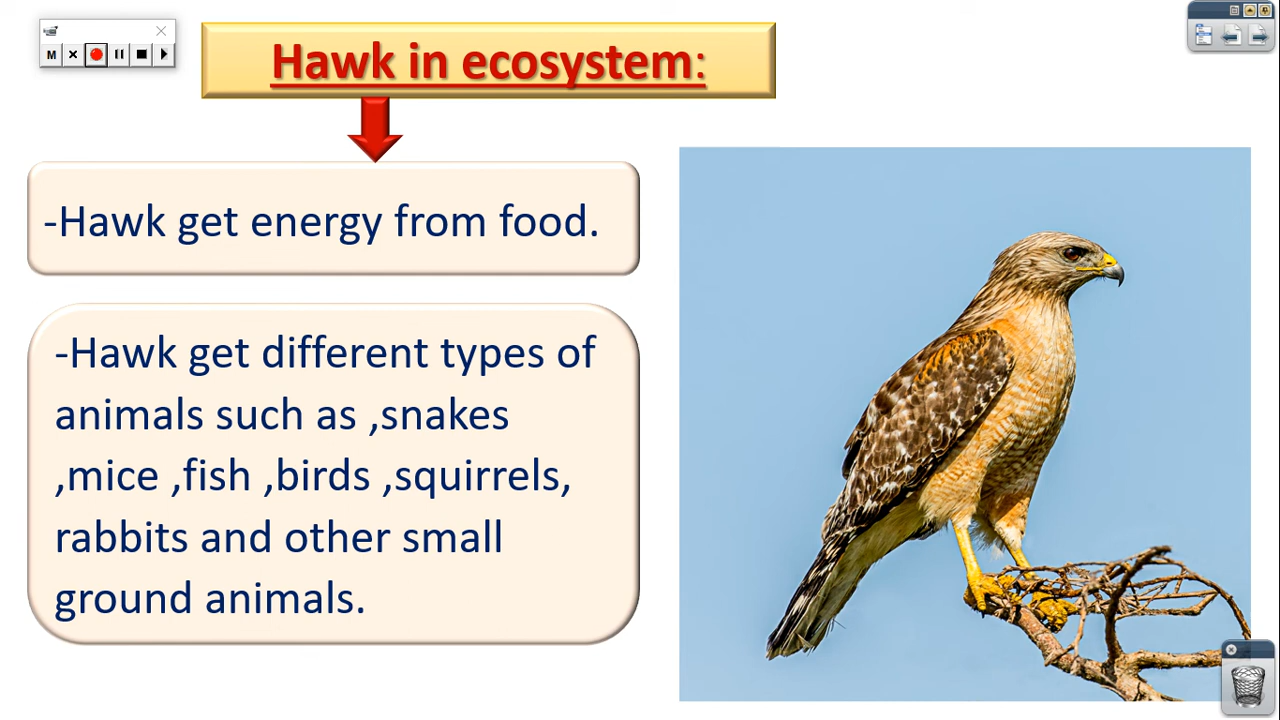 M
Hawk in ecosystem:
-Hawk get energy from food.
-Hawk get different types of
animals such as ,snakes
,mice ,fish ,birds ,squirrels,
rabbits and other small
ground animals.